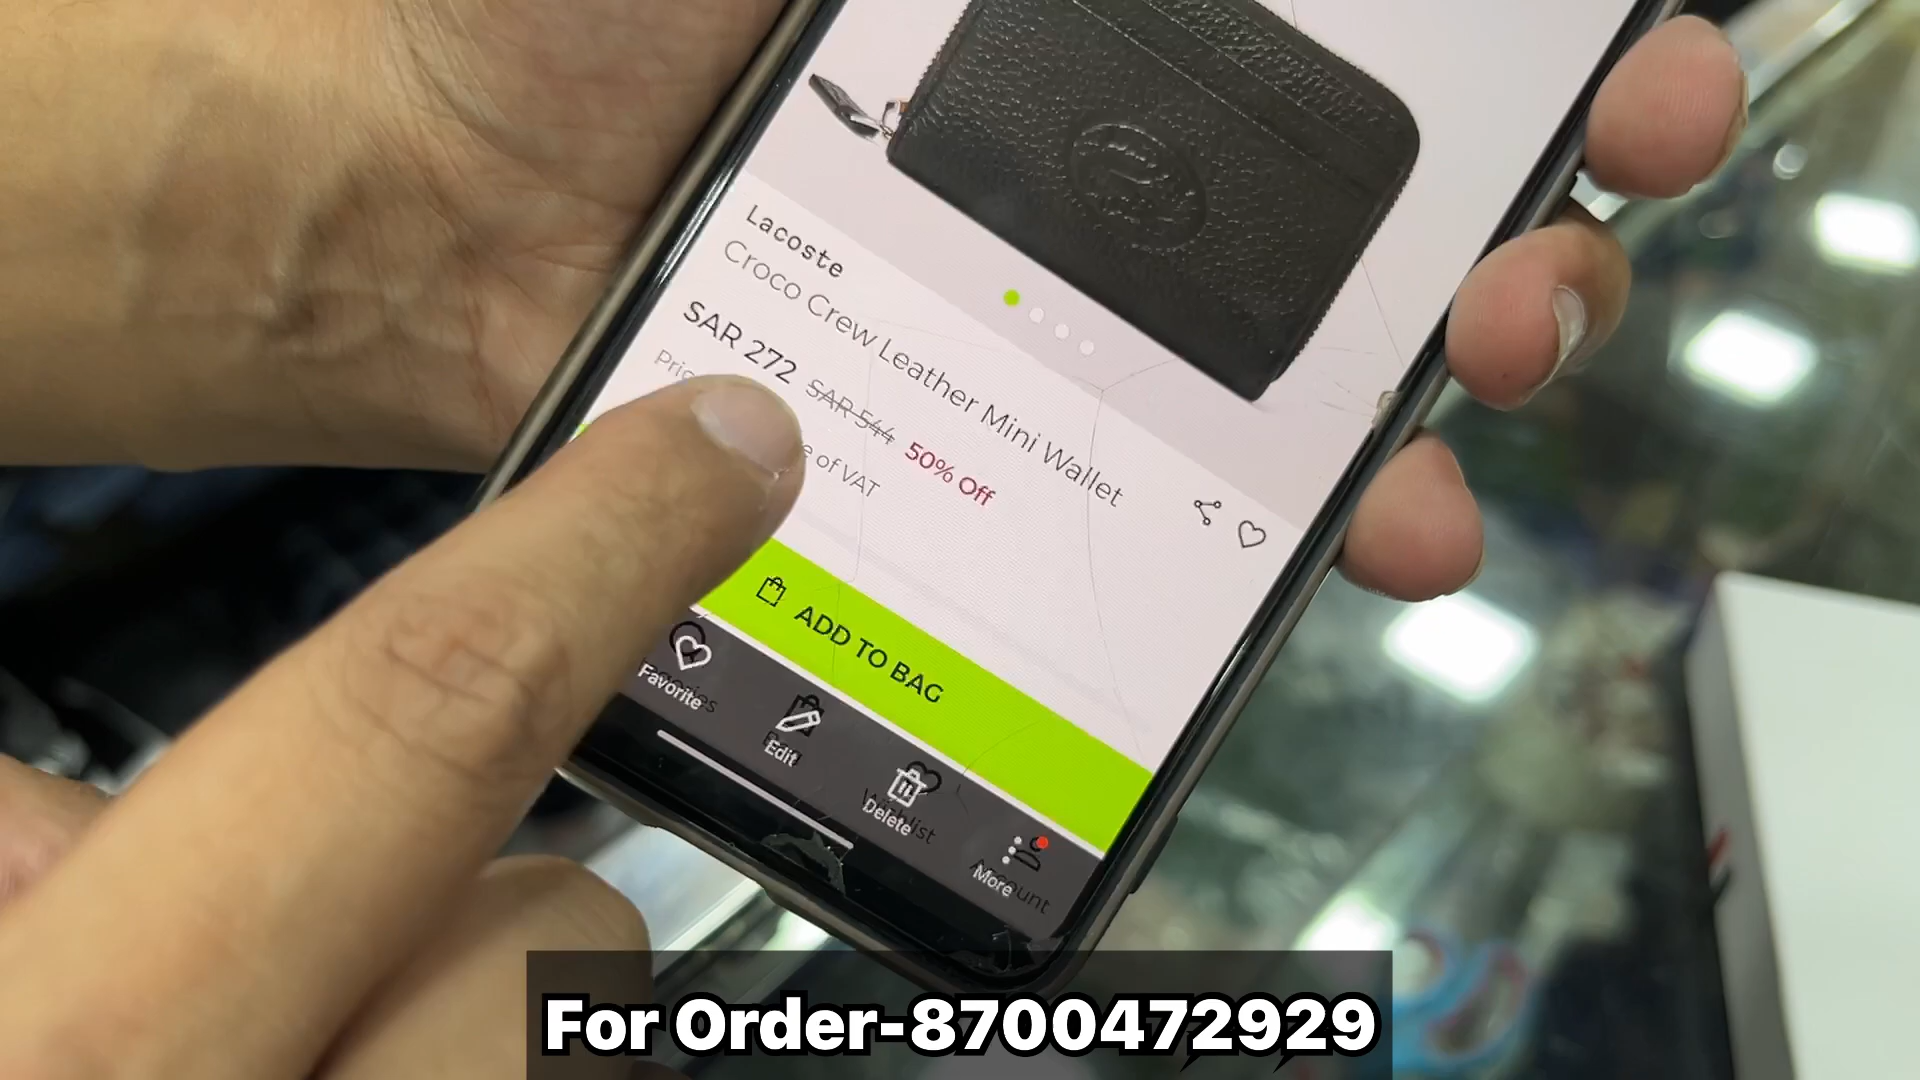 Lacoste
Croco Crew Leather Mini Wallet
SAR 272 SAR 544 50% Off
of VAT
ADD TO BAG
Favorite
Edit
Delete
More
For Order-8700472929